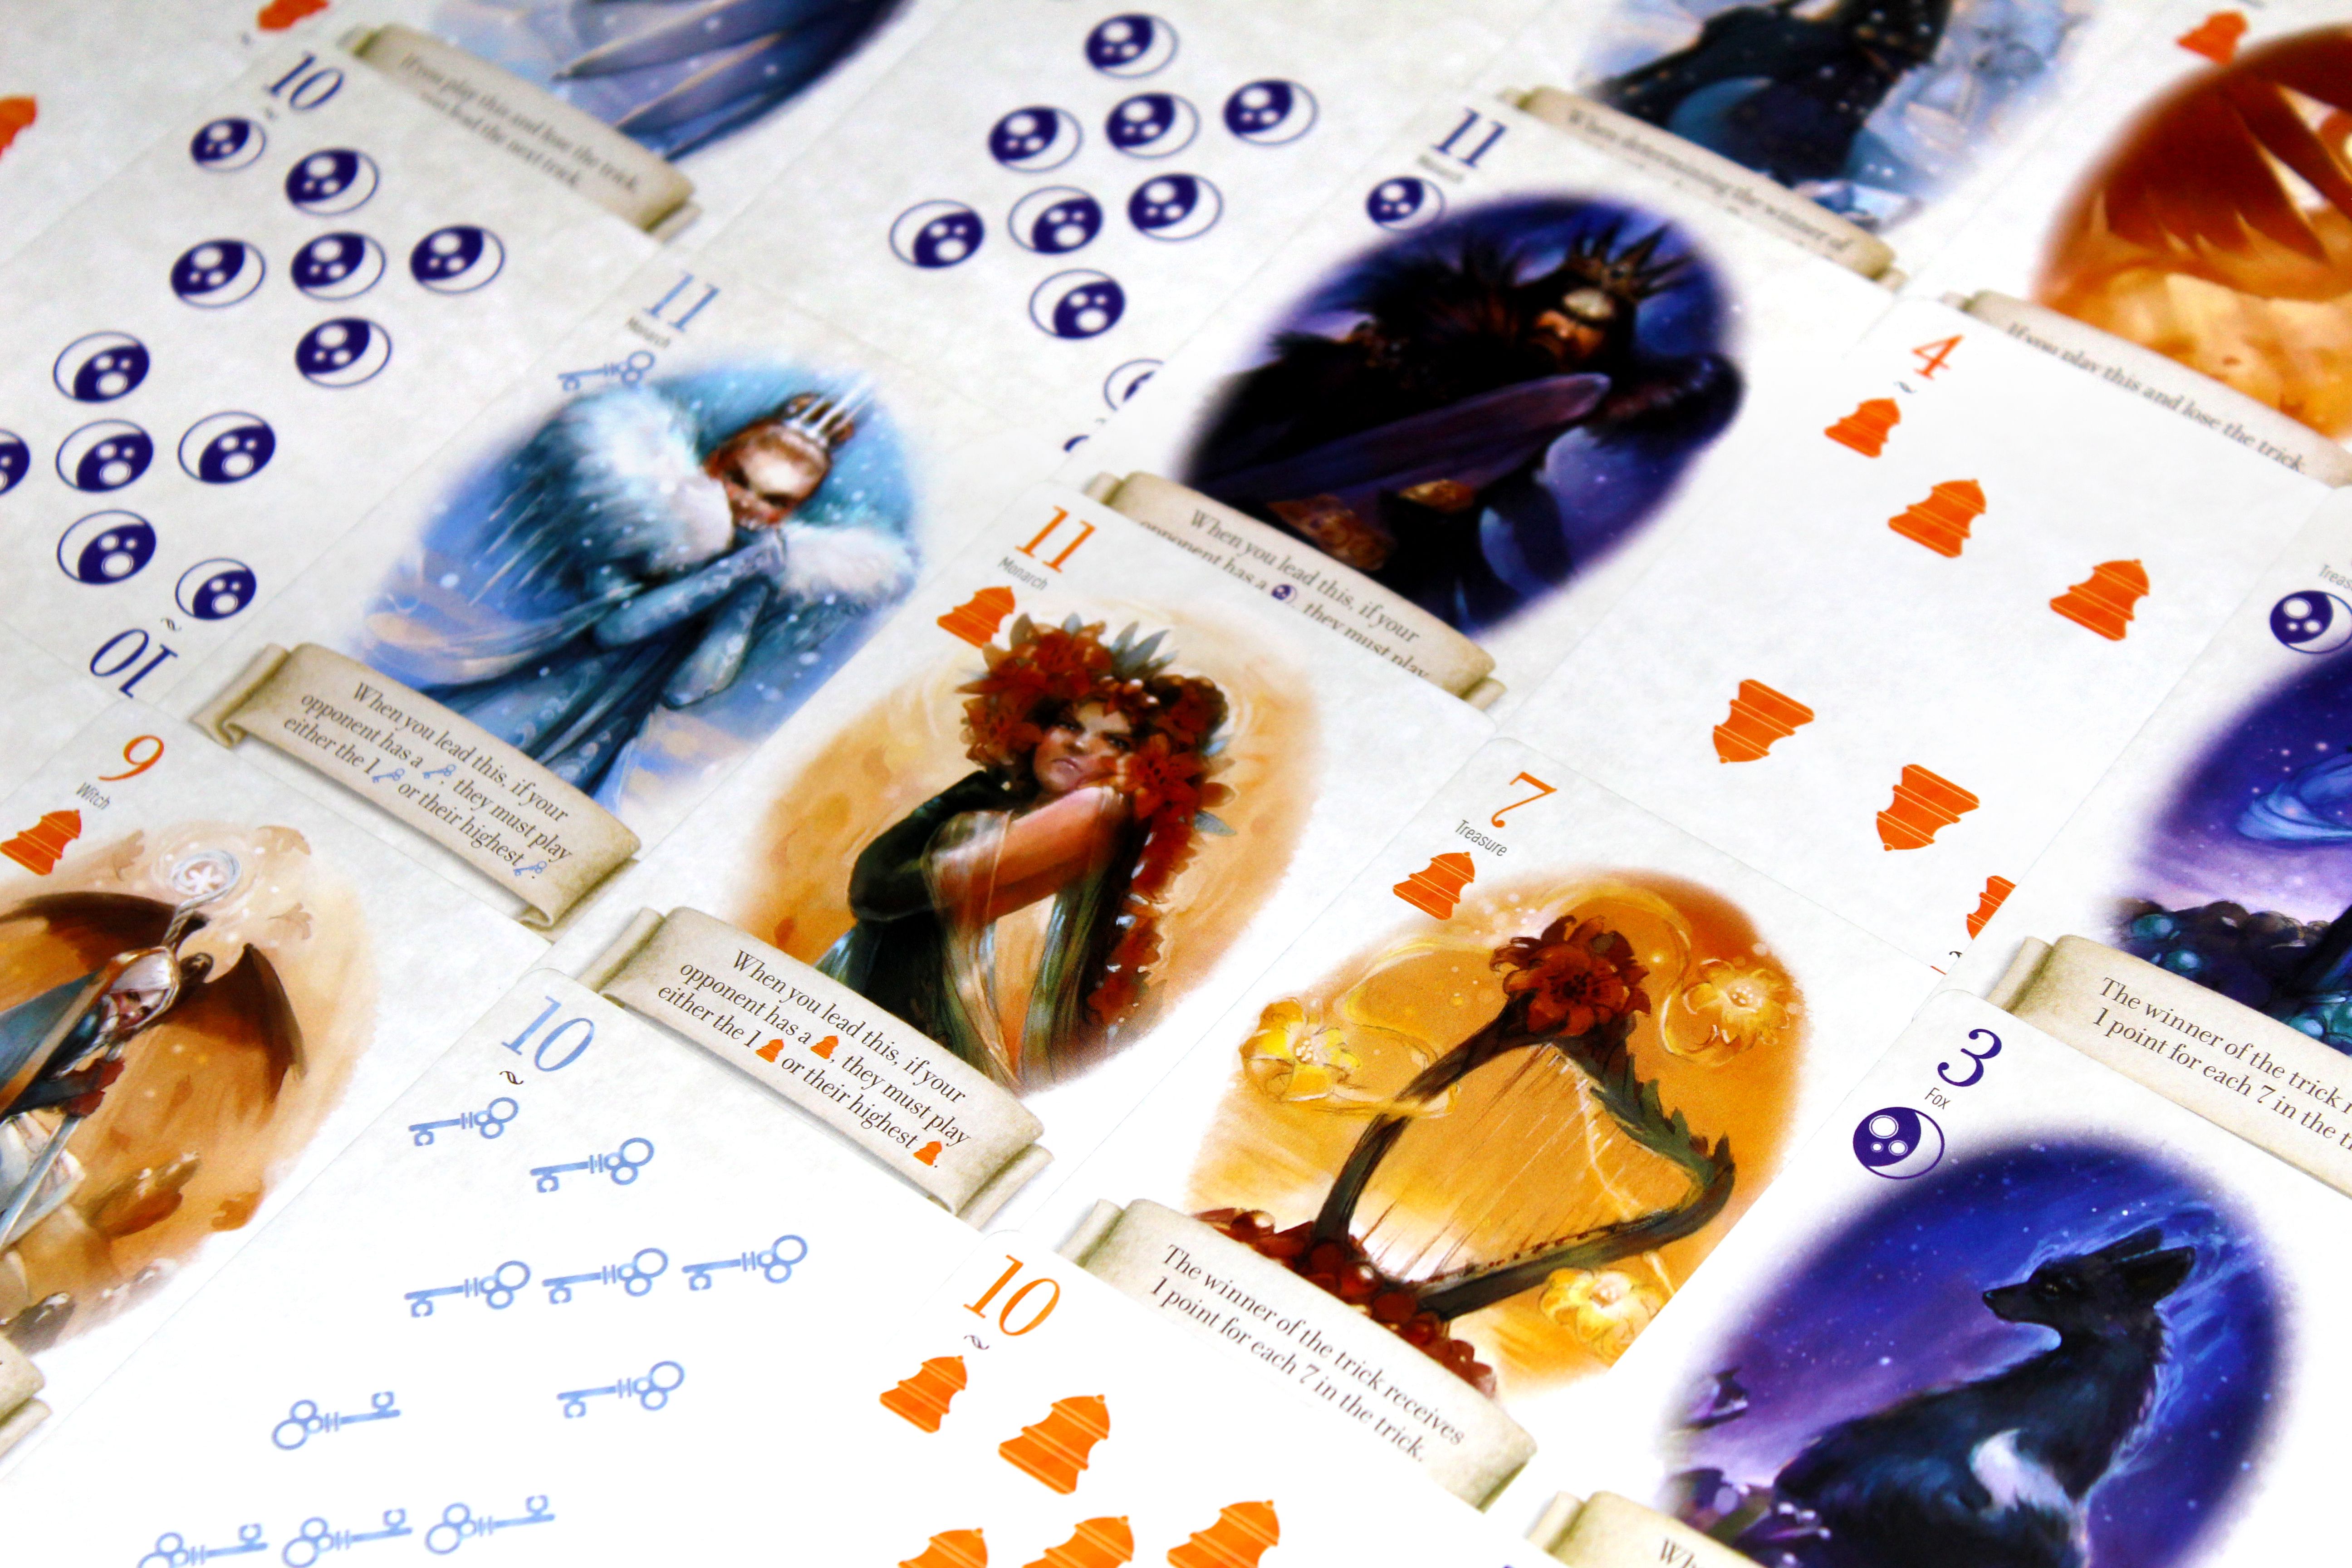 10
If you play this and lose the trick,
you lead the next trick.
10
11
Monarch
When you lead this, if your
opponent has a , they must play
either the 1 or their highest .
11
Monarch
When you lead this, if your
opponent has a , they must play
When determining the winner of
If you play this and lose the trick,
4
11
Monarch
When you lead this, if your
opponent has a , they must play
either the 1 or their highest .
9
Witch
10
7
Treasure
The winner of the trick receives
1 point for each 7 in the trick.
The winner of the trick
1 point for each 7 in the
3
Fox
10